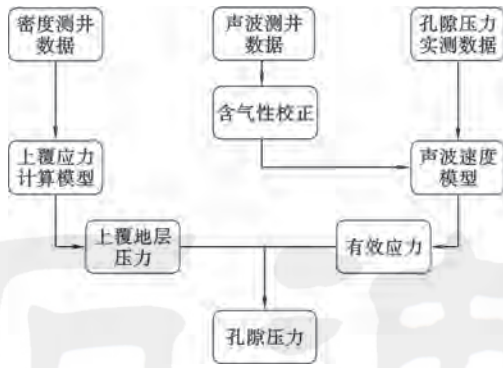 密度测井
数据
声波测井
数据
孔隙压力
实测数据
含气性校正
上覆应力
计算模型
声波速度
模型
上覆地层
压力
有效应力
孔隙压力